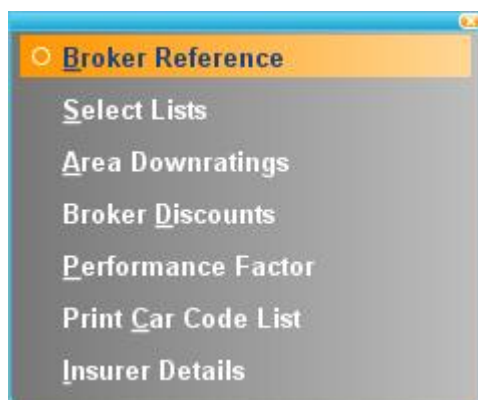 Broker Reference
Select Lists
Area Downratings
Broker Discounts
Performance Factor
Print Car Code List
Insurer Details